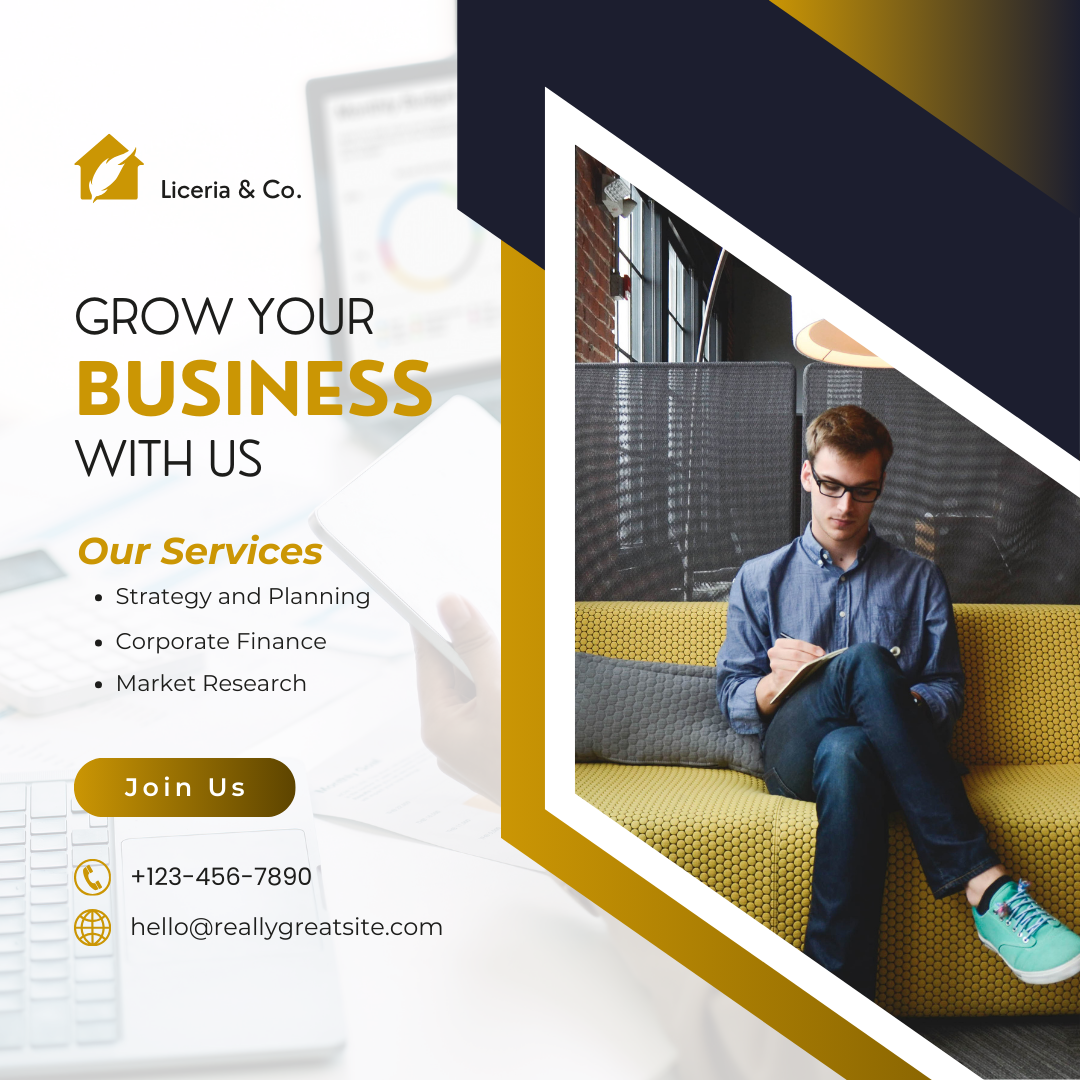 Liceria & Co.
GROW YOUR
BUSINESS
WITH US
Our Services
• Strategy and Planning
• Corporate Finance
• Market Research
Join Us
+123-456-7890
hello@reallygreatsite.com